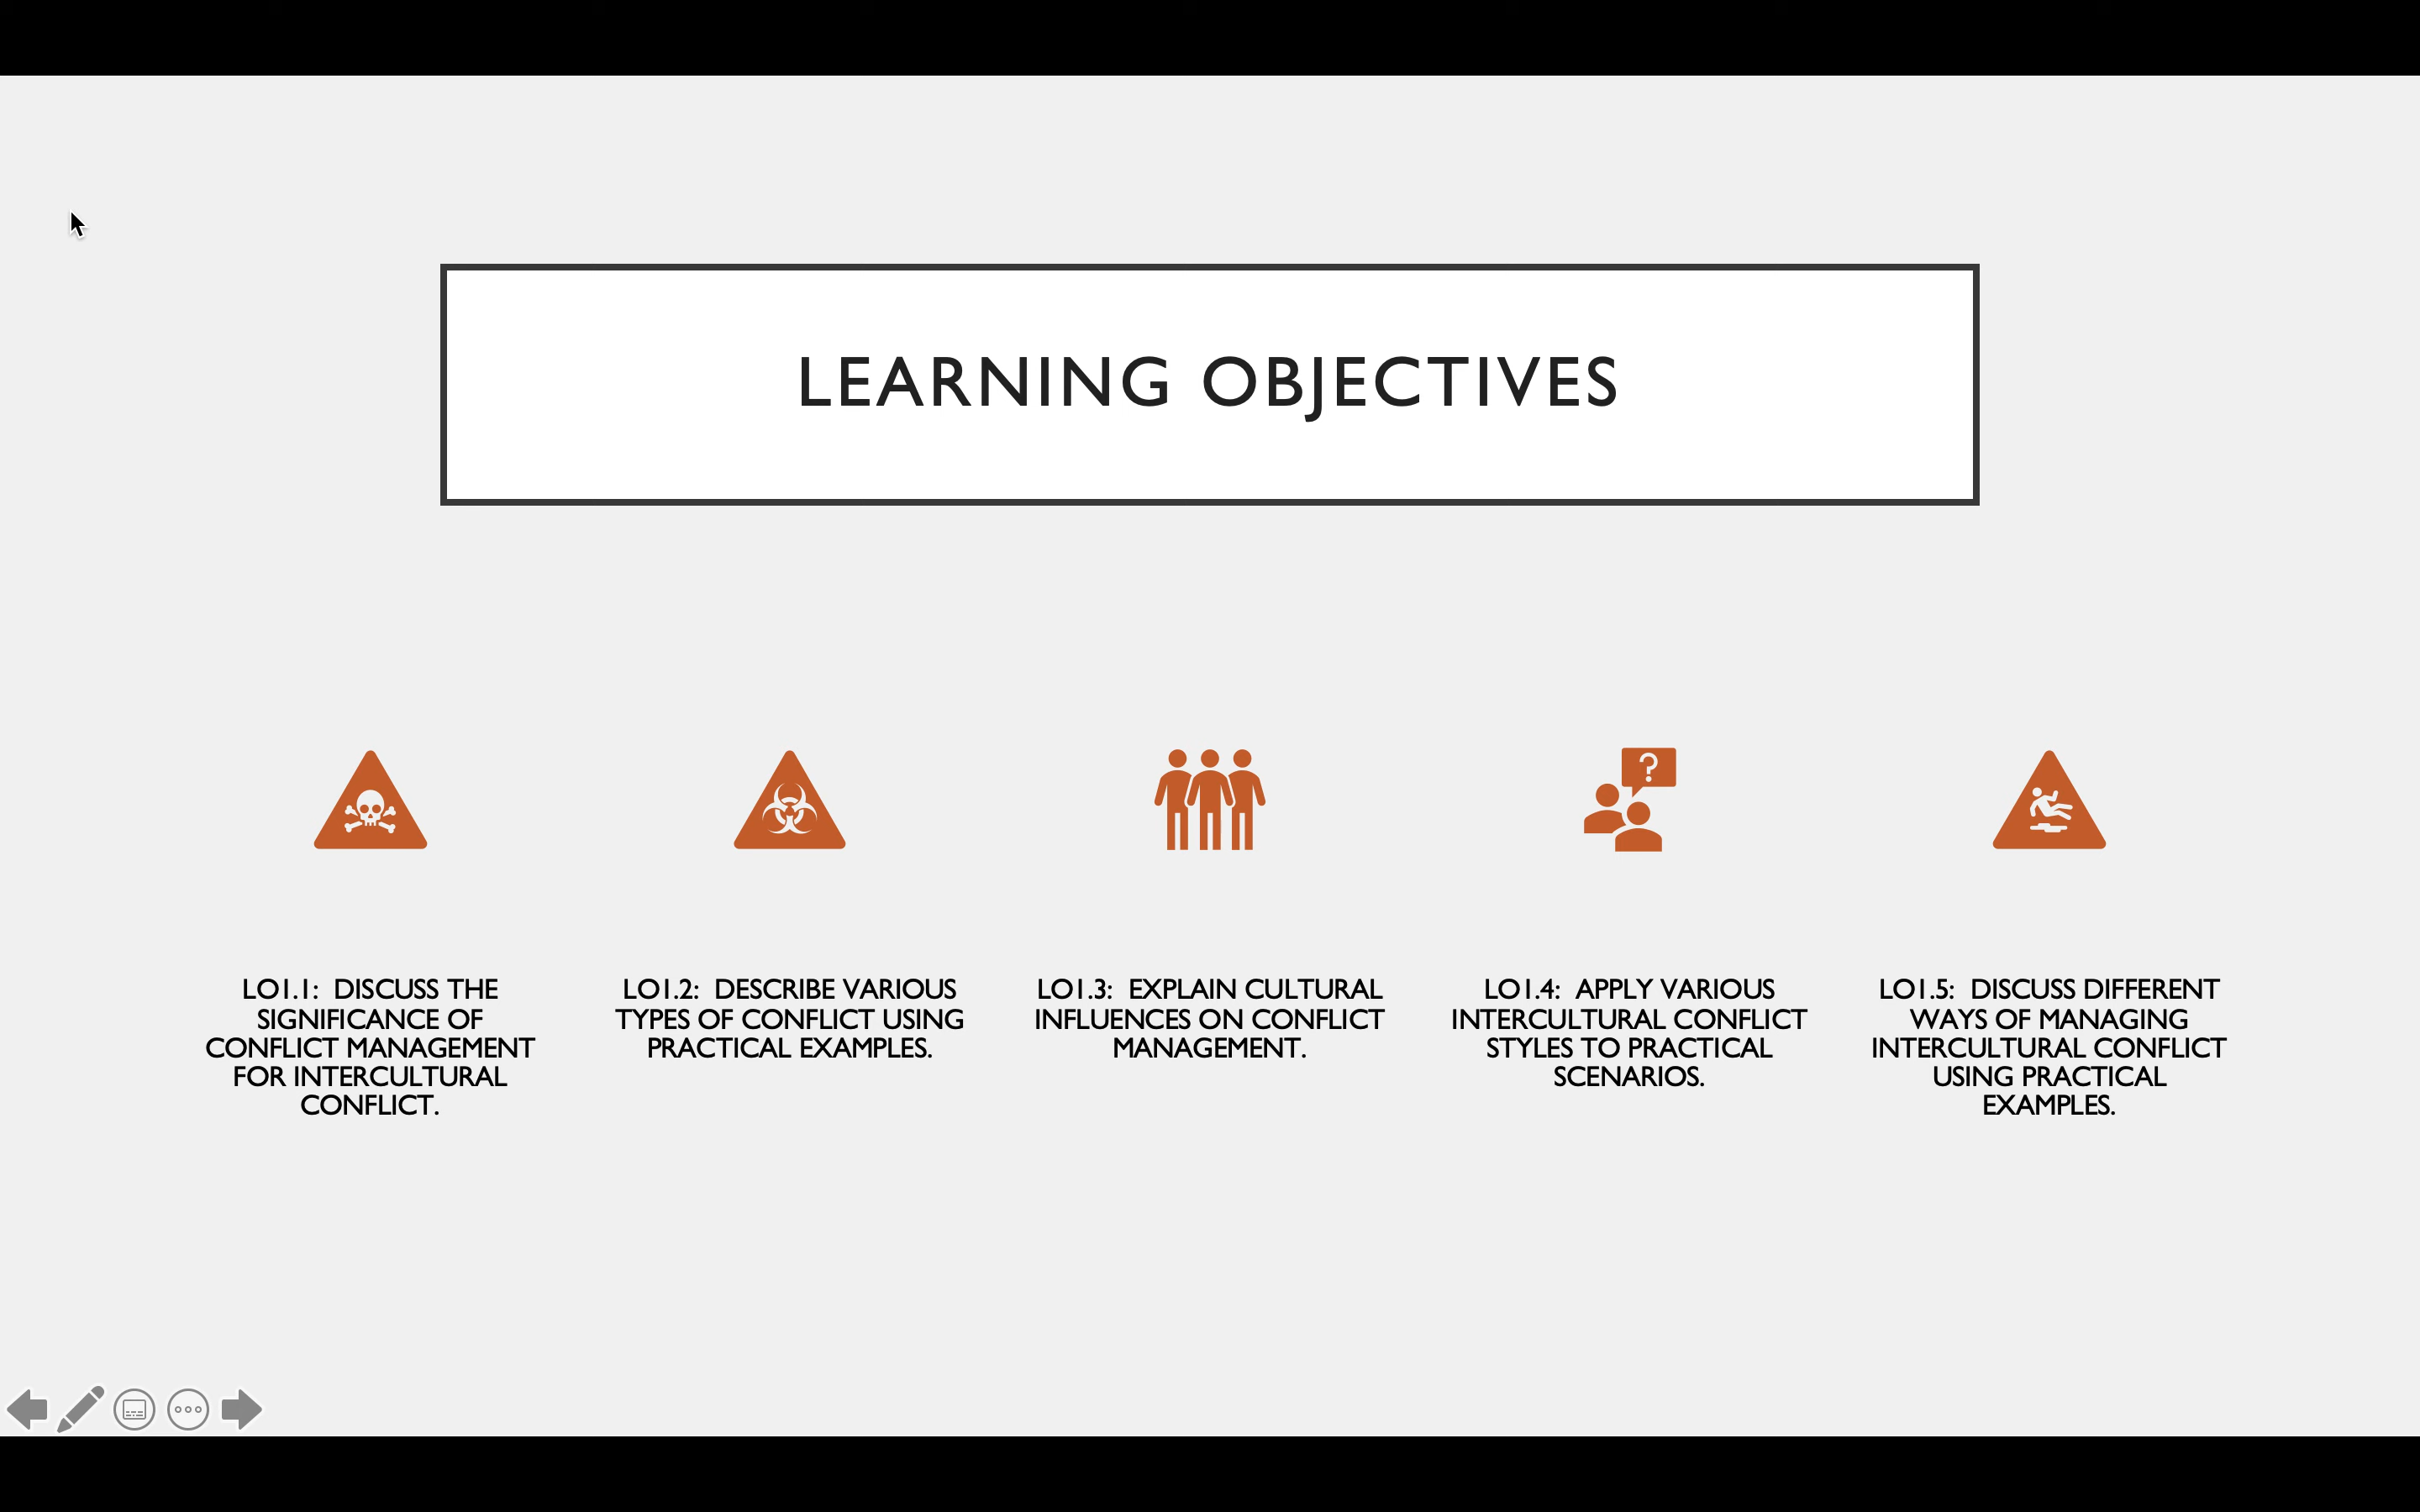 LEARNING OBJECTIVES
?
LO1.1: DISCUSS THE
SIGNIFICANCE OF
CONFLICT MANAGEMENT
FOR INTERCULTURAL
CONFLICT.
LO1.2: DESCRIBE VARIOUS
TYPES OF CONFLICT USING
PRACTICAL EXAMPLES.
LO1.3: EXPLAIN CULTURAL
INFLUENCES ON CONFLICT
MANAGEMENT.
LO1.4: APPLY VARIOUS
INTERCULTURAL CONFLICT
STYLES TO PRACTICAL
SCENARIOS.
LO1.5: DISCUSS DIFFERENT
WAYS OF MANAGING
INTERCULTURAL CONFLICT
USING PRACTICAL
EXAMPLES.